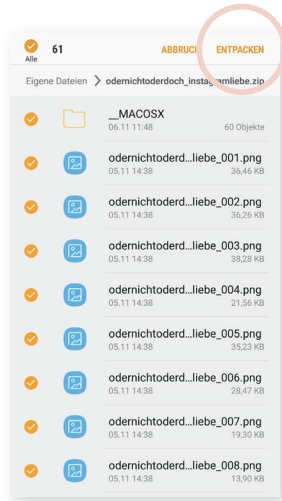 61
ABBRUCH ENTPACKEN
Alle
Eigene Dateien > odernichtoderdoch_instagramliebe.zip
__MACOSX
06.11 11:48 60 Objekte
odernichtoderd...liebe_001.png
05.11 14:38 36,46 KB
odernichtoderd...liebe_002.png
05.11 14:38 36,26 KB
odernichtoderd...liebe_003.png
05.11 14:38 38,28 KB
odernichtoderd...liebe_004.png
05.11 14:38 21,56 KB
odernichtoderd...liebe_005.png
05.11 14:38 35,23 KB
odernichtoderd...liebe_006.png
05.11 14:38 28,47 KB
odernichtoderd...liebe_007.png
05.11 14:38 19,30 KB
odernichtoderd...liebe_008.png
05.11 14:38 13,90 KB